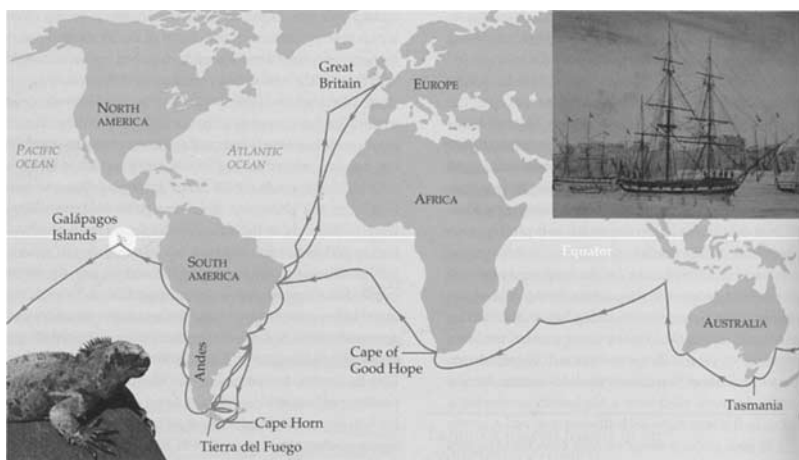 Great
Britain
EUROPE
NORTH
AMERICA
PACIFIC
OCEAN
ATLANTIC
OCEAN
AFRICA
Galápagos
Islands
Equator
SOUTH
AMERICA
AUSTRALIA
Andes
Cape of
Good Hope
Tasmania
Cape Horn
Tierra del Fuego